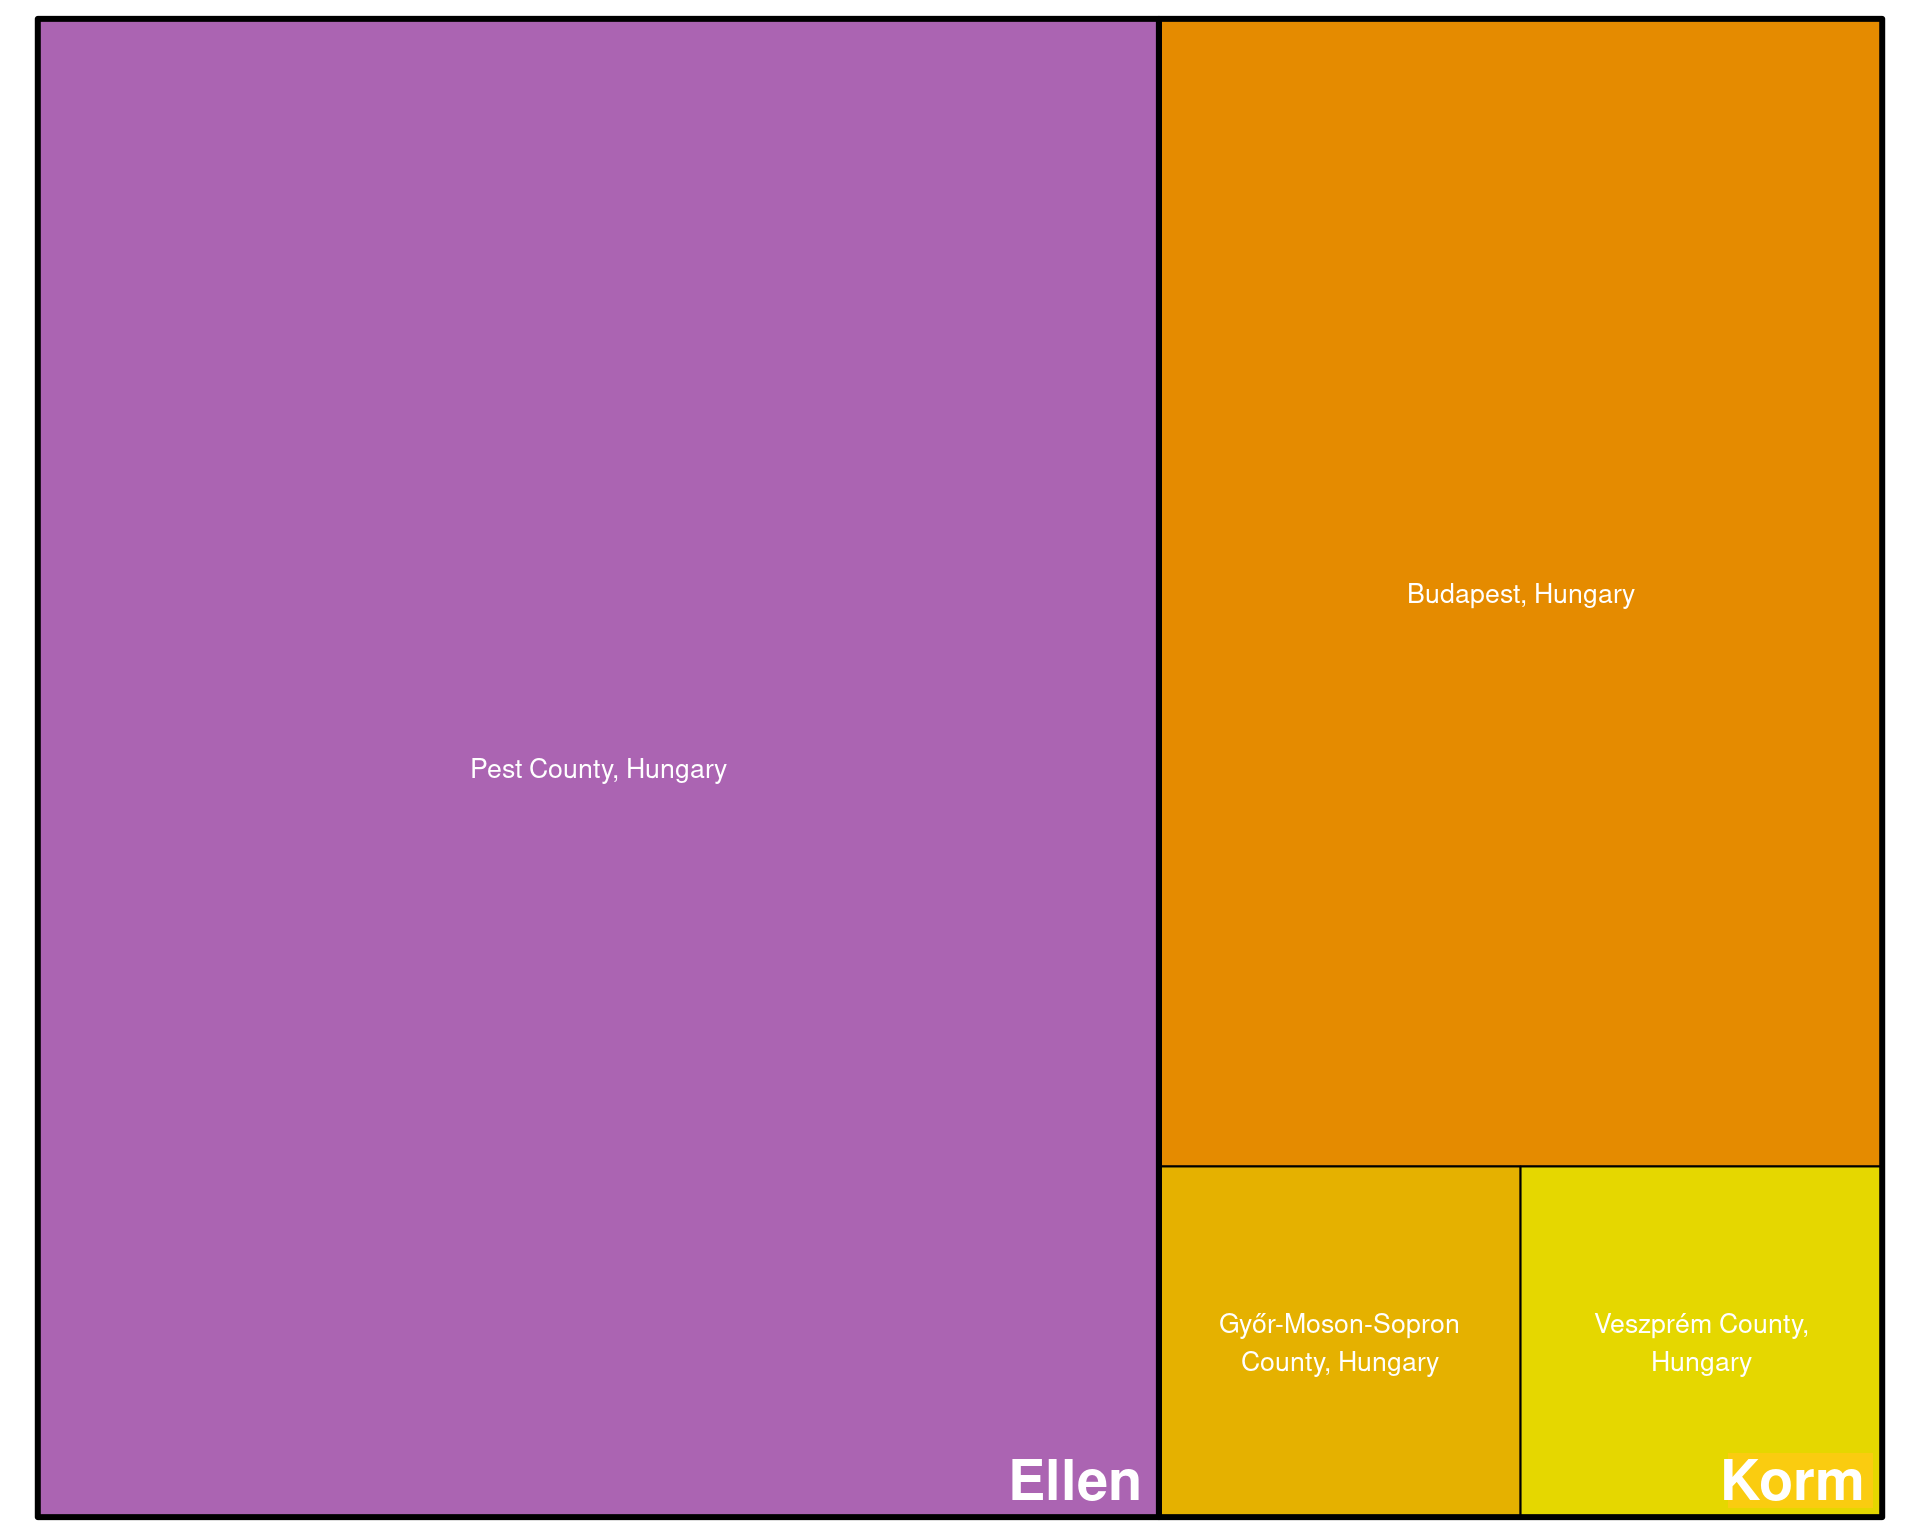 Pest County, Hungary
Ellen
Budapest, Hungary
Győr-Moson-Sopron
County, Hungary
Veszprém County,
Hungary
Korm